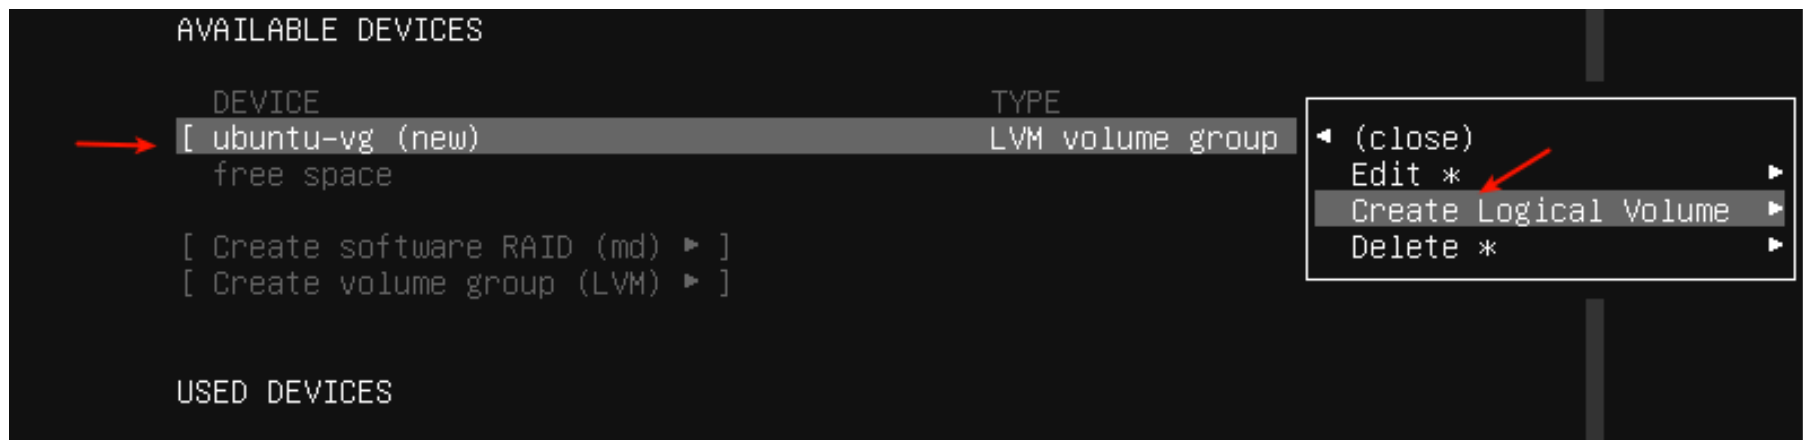 AVAILABLE DEVICES
DEVICE TYPE
[ ubuntu-vg (new) LVM volume group
free space
[ Create software RAID (md) ▸ ]
[ Create volume group (LVM) ▸ ]
◂ (close)
Edit * ▸
Create Logical Volume ▸
Delete * ▸
USED DEVICES